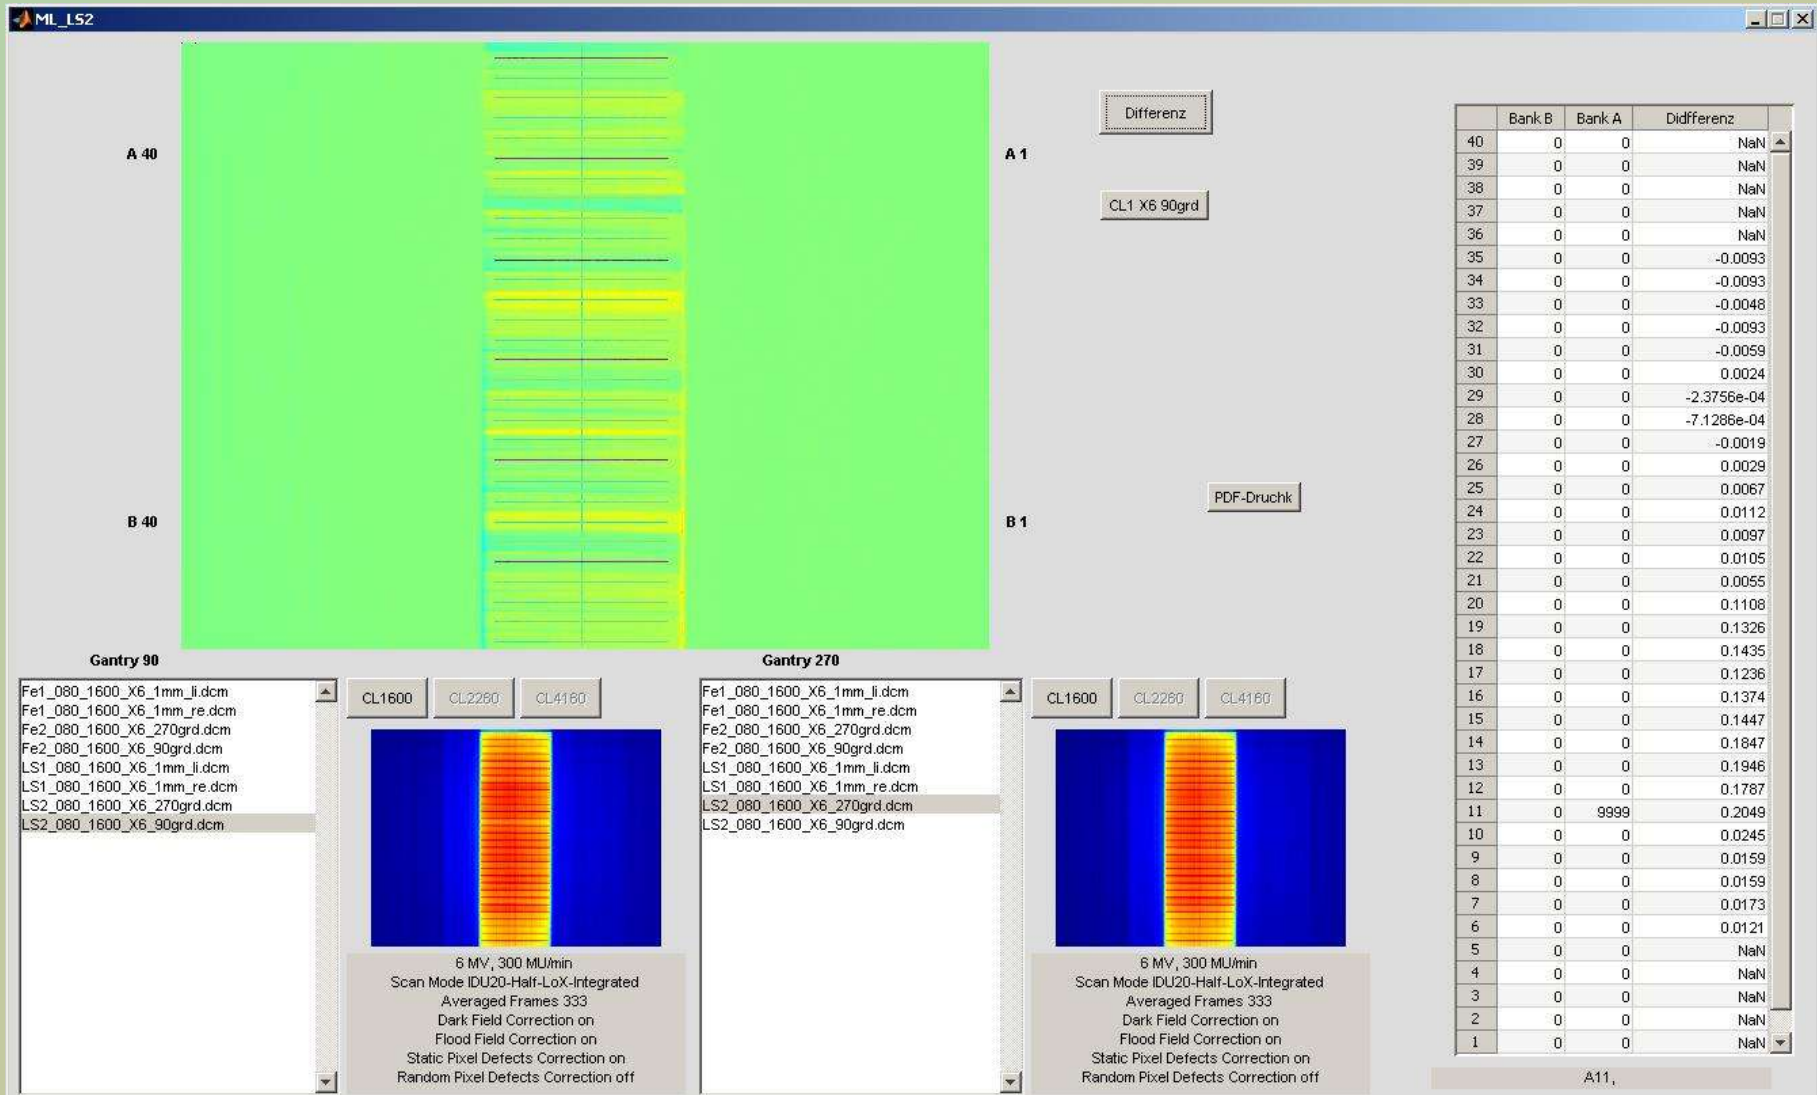 ML_LS2
A 40
A 1
B 40
B 1
Differenz
CL1 X6 90grd
PDF-Druchk
Gantry 90
Gantry 270
Fe1_080_1600_X6_1mm_li.dcm
Fe1_080_1600_X6_1mm_re.dcm
Fe2_080_1600_X6_270grd.dcm
Fe2_080_1600_X6_90grd.dcm
LS1_080_1600_X6_1mm_li.dcm
LS1_080_1600_X6_1mm_re.dcm
LS2_080_1600_X6_270grd.dcm
LS2_080_1600_X6_90grd.dcm
CL1600 CL2260 CL4160
6 MV, 300 MU/min
Scan Mode IDU20-Half-LoX-Integrated
Averaged Frames 333
Dark Field Correction on
Flood Field Correction on
Static Pixel Defects Correction on
Random Pixel Defects Correction off
Fe1_080_1600_X6_1mm_li.dcm
Fe1_080_1600_X6_1mm_re.dcm
Fe2_080_1600_X6_270grd.dcm
Fe2_080_1600_X6_90grd.dcm
LS1_080_1600_X6_1mm_li.dcm
LS1_080_1600_X6_1mm_re.dcm
LS2_080_1600_X6_270grd.dcm
LS2_080_1600_X6_90grd.dcm
CL1600 CL2260 CL4160
6 MV, 300 MU/min
Scan Mode IDU20-Half-LoX-Integrated
Averaged Frames 333
Dark Field Correction on
Flood Field Correction on
Static Pixel Defects Correction on
Random Pixel Defects Correction off
Bank B Bank A Didfferenz
40 0 0 NaN
39 0 0 NaN
38 0 0 NaN
37 0 0 NaN
36 0 0 NaN
35 0 0 -0.0093
34 0 0 -0.0093
33 0 0 -0.0048
32 0 0 -0.0093
31 0 0 -0.0059
30 0 0 0.0024
29 0 0 -2.3756e-04
28 0 0 -7.1286e-04
27 0 0 -0.0019
26 0 0 0.0029
25 0 0 0.0067
24 0 0 0.0112
23 0 0 0.0097
22 0 0 0.0105
21 0 0 0.0055
20 0 0 0.1108
19 0 0 0.1326
18 0 0 0.1435
17 0 0 0.1236
16 0 0 0.1374
15 0 0 0.1447
14 0 0 0.1847
13 0 0 0.1946
12 0 0 0.1787
11 0 9999 0.2049
10 0 0 0.0245
9 0 0 0.0159
8 0 0 0.0159
7 0 0 0.0173
6 0 0 0.0121
5 0 0 NaN
4 0 0 NaN
3 0 0 NaN
2 0 0 NaN
1 0 0 NaN
A11,